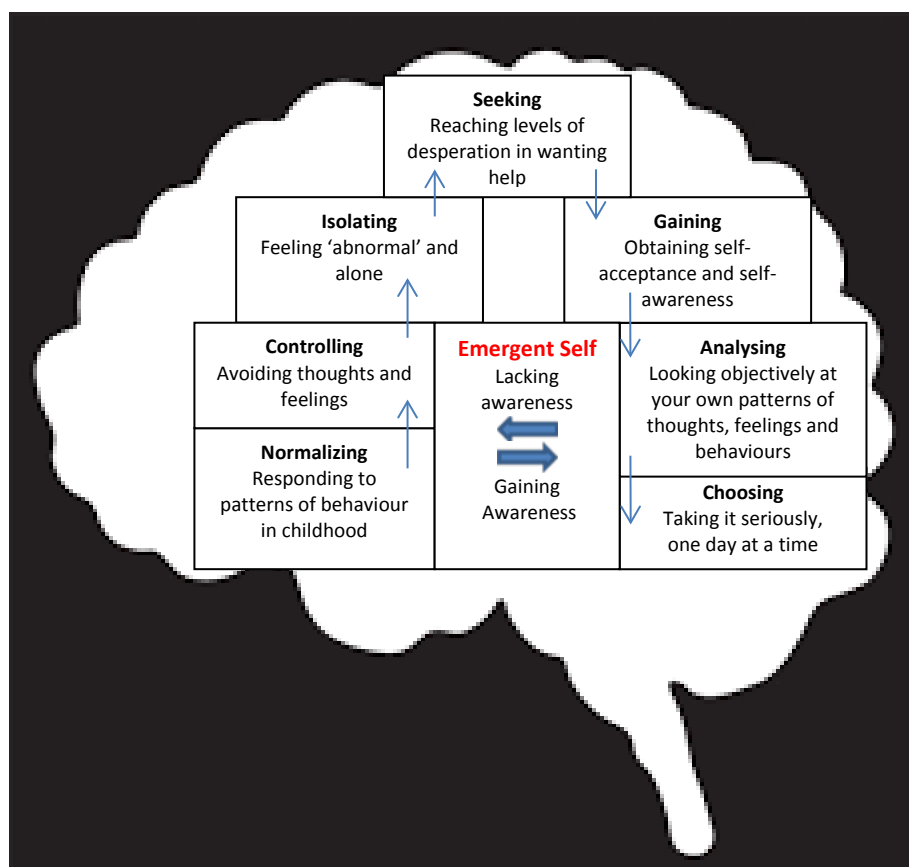 Seeking
Reaching levels of
desperation in wanting
help
Isolating
Feeling ‘abnormal’ and
alone
Gaining
Obtaining self-
acceptance and self-
awareness
Controlling
Avoiding thoughts and
feelings
Emergent Self
Lacking
awareness
Gaining
Awareness
Analysing
Looking objectively at
your own patterns of
thoughts, feelings and
behaviours
Normalizing
Responding to
patterns of behaviour
in childhood
Choosing
Taking it seriously,
one day at a time